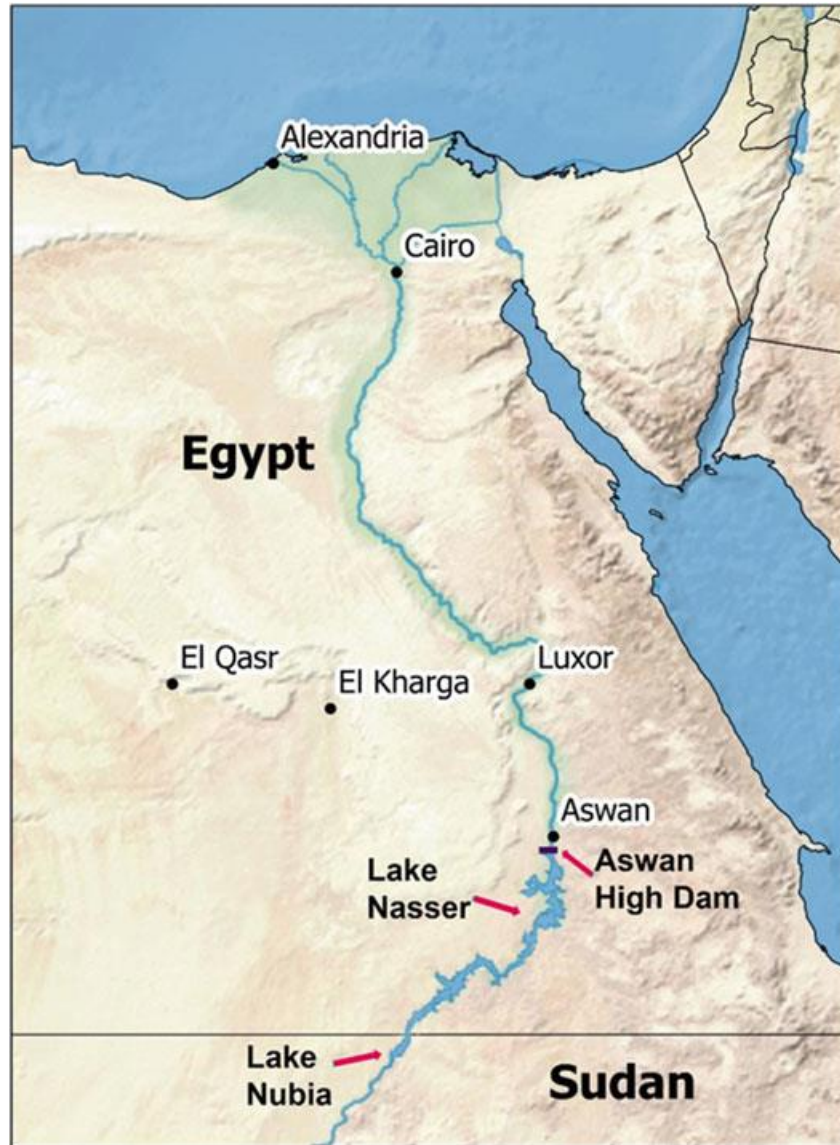 Alexandria
Cairo
Egypt
El Qasr
El Kharga
Luxor
Aswan
Aswan
High Dam
Lake
Nasser
Lake
Nubia
Sudan